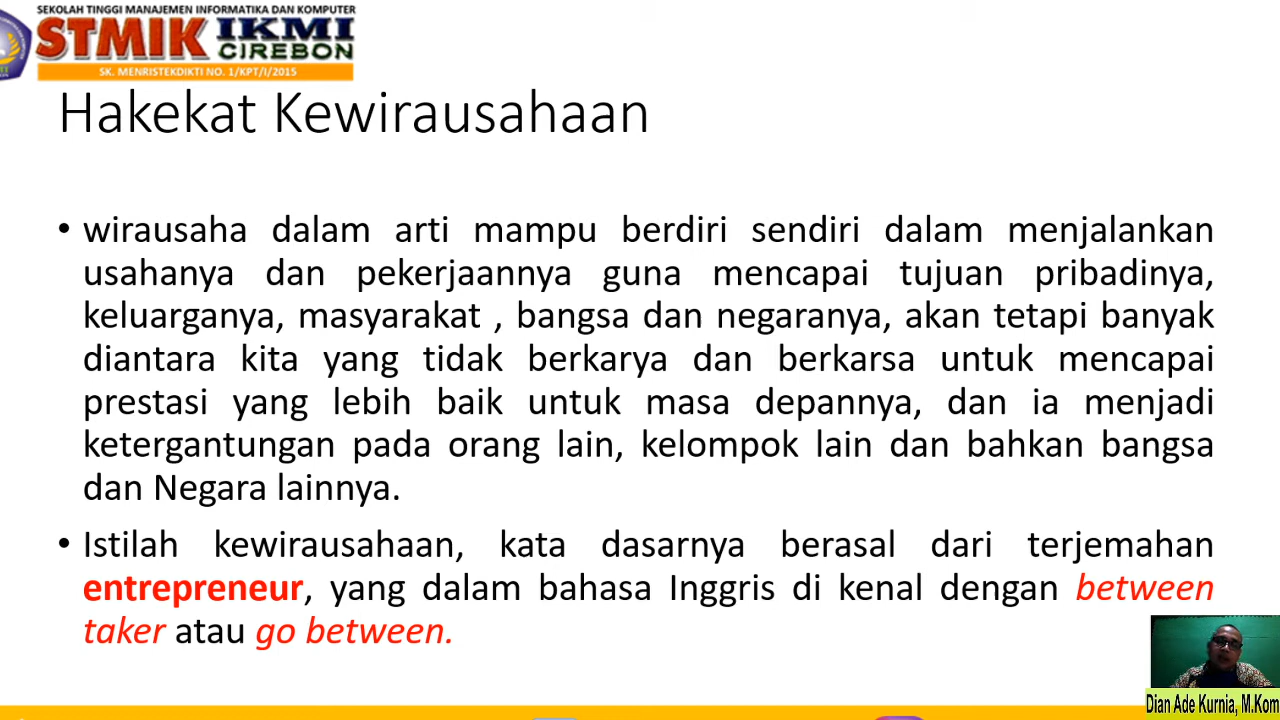 SEKOLAH TINGGI MANAJEMEN INFORMATIKA DAN KOMPUTER
STMIK IKMI
CIREBON
SK. MENRISTEKDIKTI NO. 1/KPT/I/2015
Hakekat Kewirausahaan
• wirausaha dalam arti mampu berdiri sendiri dalam menjalankan
usahanya dan pekerjaannya guna mencapai tujuan pribadinya,
keluarganya, masyarakat , bangsa dan negaranya, akan tetapi banyak
diantara kita yang tidak berkarya dan berkarsa untuk mencapai
prestasi yang lebih baik untuk masa depannya, dan ia menjadi
ketergantungan pada orang lain, kelompok lain dan bahkan bangsa
dan Negara lainnya.
• Istilah kewirausahaan, kata dasarnya berasal dari terjemahan
entrepreneur, yang dalam bahasa Inggris di kenal dengan between
taker atau go between.
Dian Ade Kurnia, M.Kom